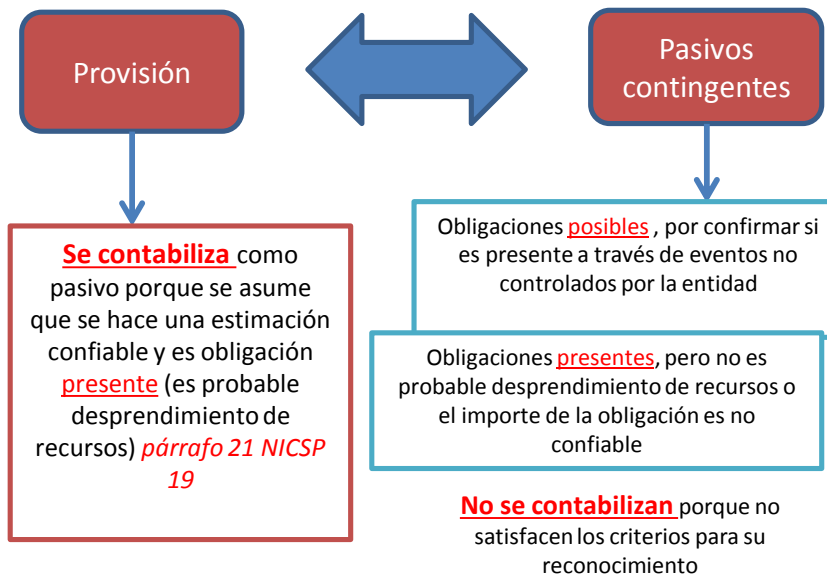 Provisión
Pasivos
contingentes
Se contabiliza como
pasivo porque se asume
que se hace una estimación
confiable y es obligación
presente (es probable
desprendimiento de
recursos) párrafo 21 NICSP
19
Obligaciones posibles , por confirmar si
es presente a través de eventos no
controlados por la entidad
Obligaciones presentes, pero no es
probable desprendimiento de recursos o
el importe de la obligación es no
confiable
No se contabilizan porque no
satisfacen los criterios para su
reconocimiento